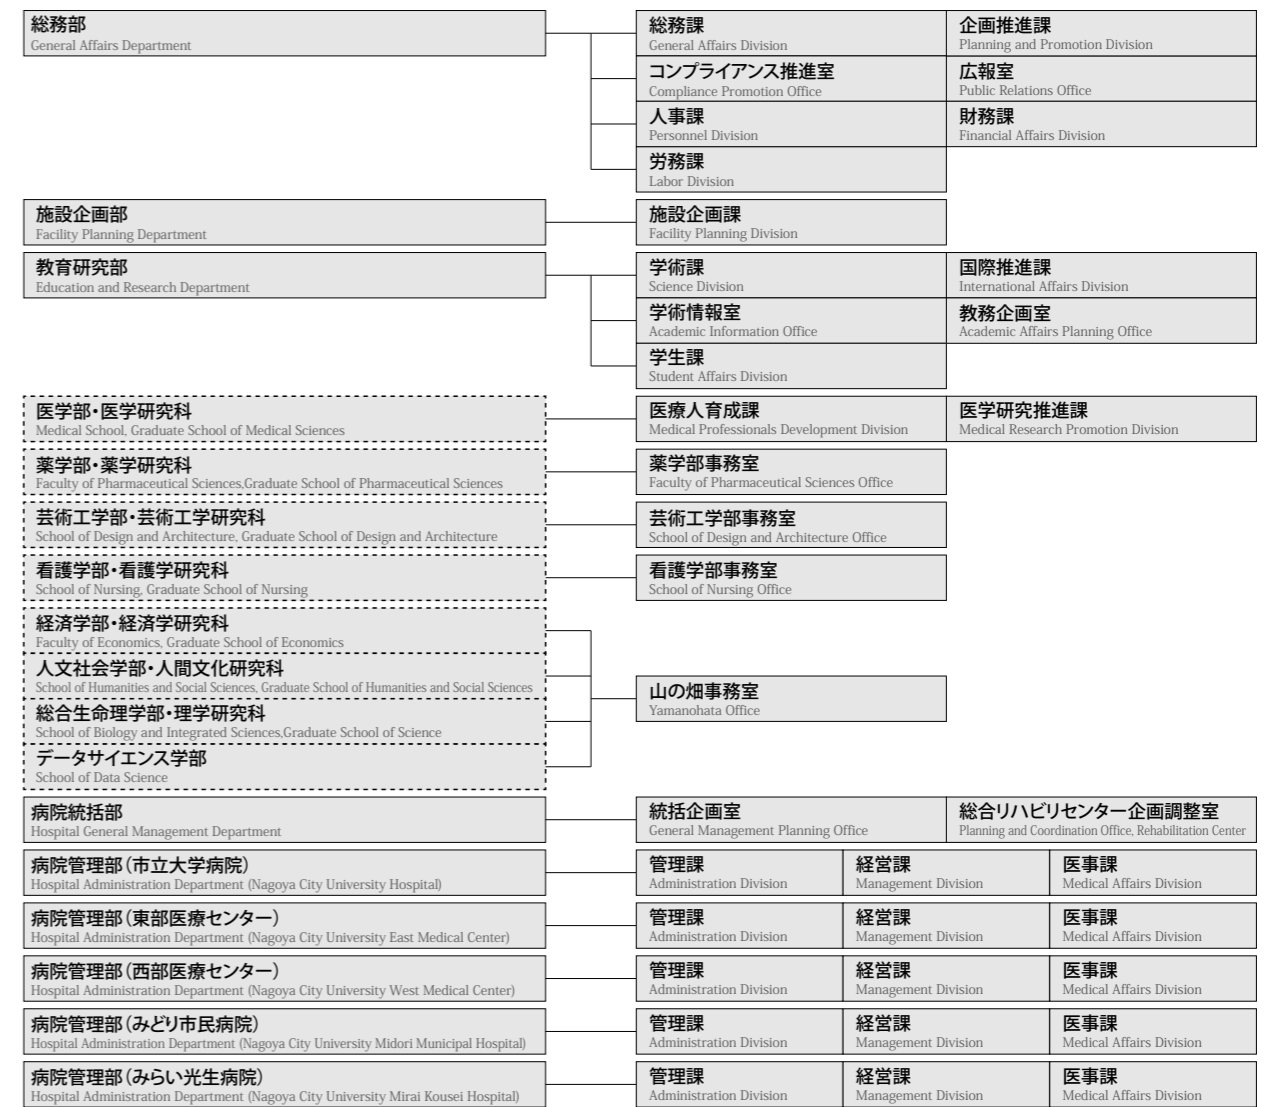 総務部
General Affairs Department
総務課
General Affairs Division
企画推進課
Planning and Promotion Division
コンプライアンス推進室
Compliance Promotion Office
広報室
Public Relations Office
人事課
Personnel Division
財務課
Financial Affairs Division
労務課
Labor Division
施設企画部
Facility Planning Department
施設企画課
Facility Planning Division
教育研究部
Education and Research Department
学術課
Science Division
国際推進課
International Affairs Division
学術情報室
Academic Information Office
教務企画室
Academic Affairs Planning Office
学生課
Student Affairs Division
医学部・医学研究科
Medical School, Graduate School of Medical Sciences
医療人育成課
Medical Professionals Development Division
医学研究推進課
Medical Research Promotion Division
薬学部・薬学研究科
Faculty of Pharmaceutical Sciences,Graduate School of Pharmaceutical Sciences
薬学部事務室
Faculty of Pharmaceutical Sciences Office
芸術工学部・芸術工学研究科
School of Design and Architecture, Graduate School of Design and Architecture
芸術工学部事務室
School of Design and Architecture Office
看護学部・看護学研究科
School of Nursing, Graduate School of Nursing
看護学部事務室
School of Nursing Office
経済学部・経済学研究科
Faculty of Economics, Graduate School of Economics
人文社会学部・人間文化研究科
School of Humanities and Social Sciences, Graduate School of Humanities and Social Sciences
総合生命理学部・理学研究科
School of Biology and Integrated Sciences,Graduate School of Science
データサイエンス学部
School of Data Science
山の畑事務室
Yamanohata Office
病院統括部
Hospital General Management Department
統括企画室
General Management Planning Office
総合リハビリセンター企画調整室
Planning and Coordination Office, Rehabilitation Center
病院管理部（市立大学病院）
Hospital Administration Department (Nagoya City University Hospital)
管理課
Administration Division
経営課
Management Division
医事課
Medical Affairs Division
病院管理部（東部医療センター）
Hospital Administration Department (Nagoya City University East Medical Center)
管理課
Administration Division
経営課
Management Division
医事課
Medical Affairs Division
病院管理部（西部医療センター）
Hospital Administration Department (Nagoya City University West Medical Center)
管理課
Administration Division
経営課
Management Division
医事課
Medical Affairs Division
病院管理部（みどり市民病院）
Hospital Administration Department (Nagoya City University Midori Municipal Hospital)
管理課
Administration Division
経営課
Management Division
医事課
Medical Affairs Division
病院管理部（みらい光生病院）
Hospital Administration Department (Nagoya City University Mirai Kousei Hospital)
管理課
Administration Division
経営課
Management Division
医事課
Medical Affairs Division